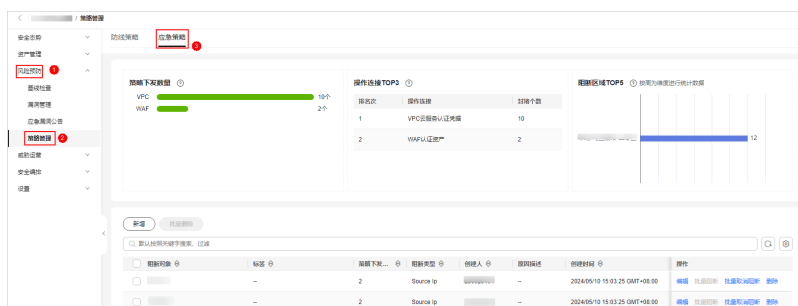 / 策略管理
安全态势
资产管理
风险预防 1
基线检查
漏洞管理
应急漏洞公告
策略管理 2
威胁运营
安全编排
设置
防线策略 应急策略 3
策略下发数量
VPC 10个
WAF 2个
操作连接TOP3
排名次 操作连接 封堵个数
1 VPC云服务认证凭据 10
2 WAF认证资产 2
阻断区域TOP5 按局为维度进行统计数据
12
新增 批量删除
默认按照关键字搜索、过滤
阻断对象 标签 策略下发... 阻断类型 创建人 原因描述 创建时间 操作
-- 2 Source Ip -- 2024/05/10 15:03:25 GMT+08:00 编辑 批量阻断 批量取消阻断 删除
-- 2 Source Ip -- 2024/05/10 15:03:25 GMT+08:00 编辑 批量阻断 批量取消阻断 删除